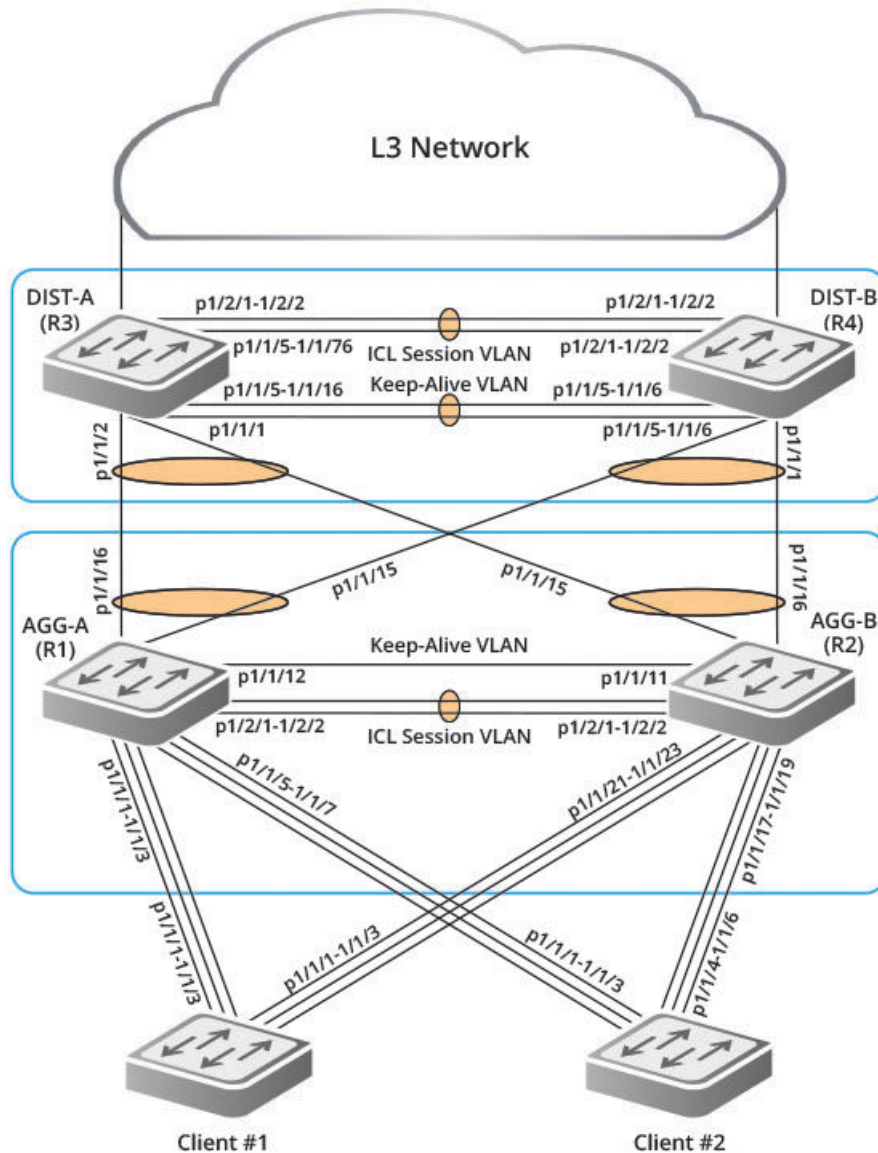 L3 Network
DIST-A
(R3)
p1/2/1-1/2/2
p1/2/1-1/2/2
DIST-B
(R4)
p1/1/5-1/1/76
ICL Session VLAN
p1/2/1-1/2/2
p1/1/5-1/1/16
Keep-Alive VLAN
p1/1/5-1/1/6
p1/1/2
p1/1/1
p1/1/5-1/1/6
p1/1/1
p1/1/16
p1/1/15
p1/1/15
p1/1/16
AGG-A
(R1)
Keep-Alive VLAN
AGG-B
(R2)
p1/1/12
p1/1/11
p1/2/1-1/2/2
ICL Session VLAN
p1/2/1-1/2/2
p1/1/1-1/1/3
p1/1/5-1/1/7
p1/1/21-1/1/23
p1/1/17-1/1/19
p1/1/1-1/1/3
p1/1/1-1/1/3
p1/1/1-1/1/3
p1/1/4-1/1/6
Client #1
Client #2